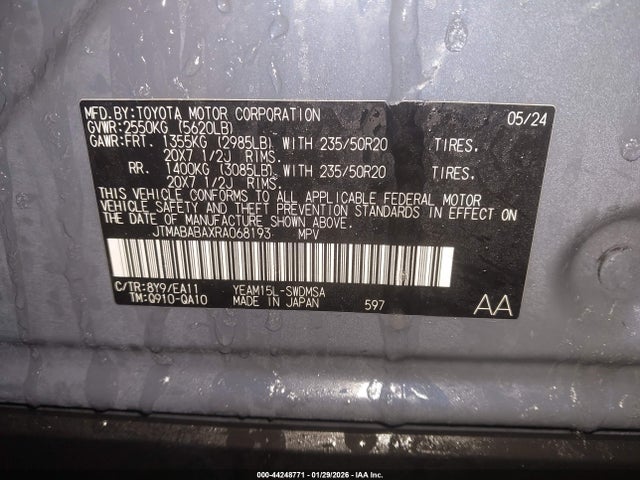 MFD.BY:TOYOTA MOTOR CORPORATION 05/24
GVWR:2550KG (5620LB)
GAWR:FRT. 1355KG (2985LB) WITH 235/50R20 TIRES.
20X7 1/2J RIMS.
RR. 1400KG (3085LB) WITH 235/50R20 TIRES.
20X7 1/2J RIMS.
THIS VEHICLE CONFORMS TO ALL APPLICABLE FEDERAL MOTOR
VEHICLE SAFETY AND THEFT PREVENTION STANDARDS IN EFFECT
ON THE DATE OF MANUFACTURE SHOWN ABOVE.
JTMABABAXRA068193 MPV
C/TR:8Y9/EA11 YEAM15L-SWDMSA
TM:Q910-QA10 MADE IN JAPAN 597 AA
000-44248771 - 01/29/2026 - IAA Inc.